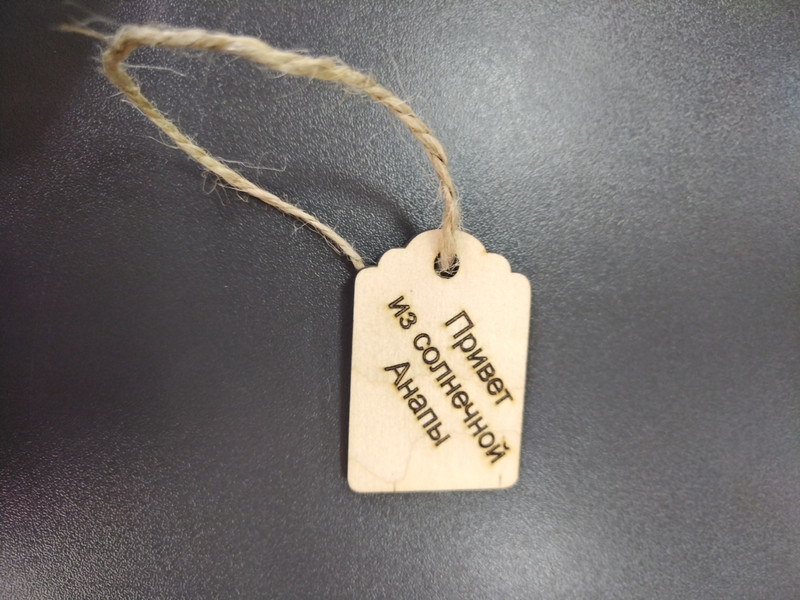 Привет
из солнечной
Анапы